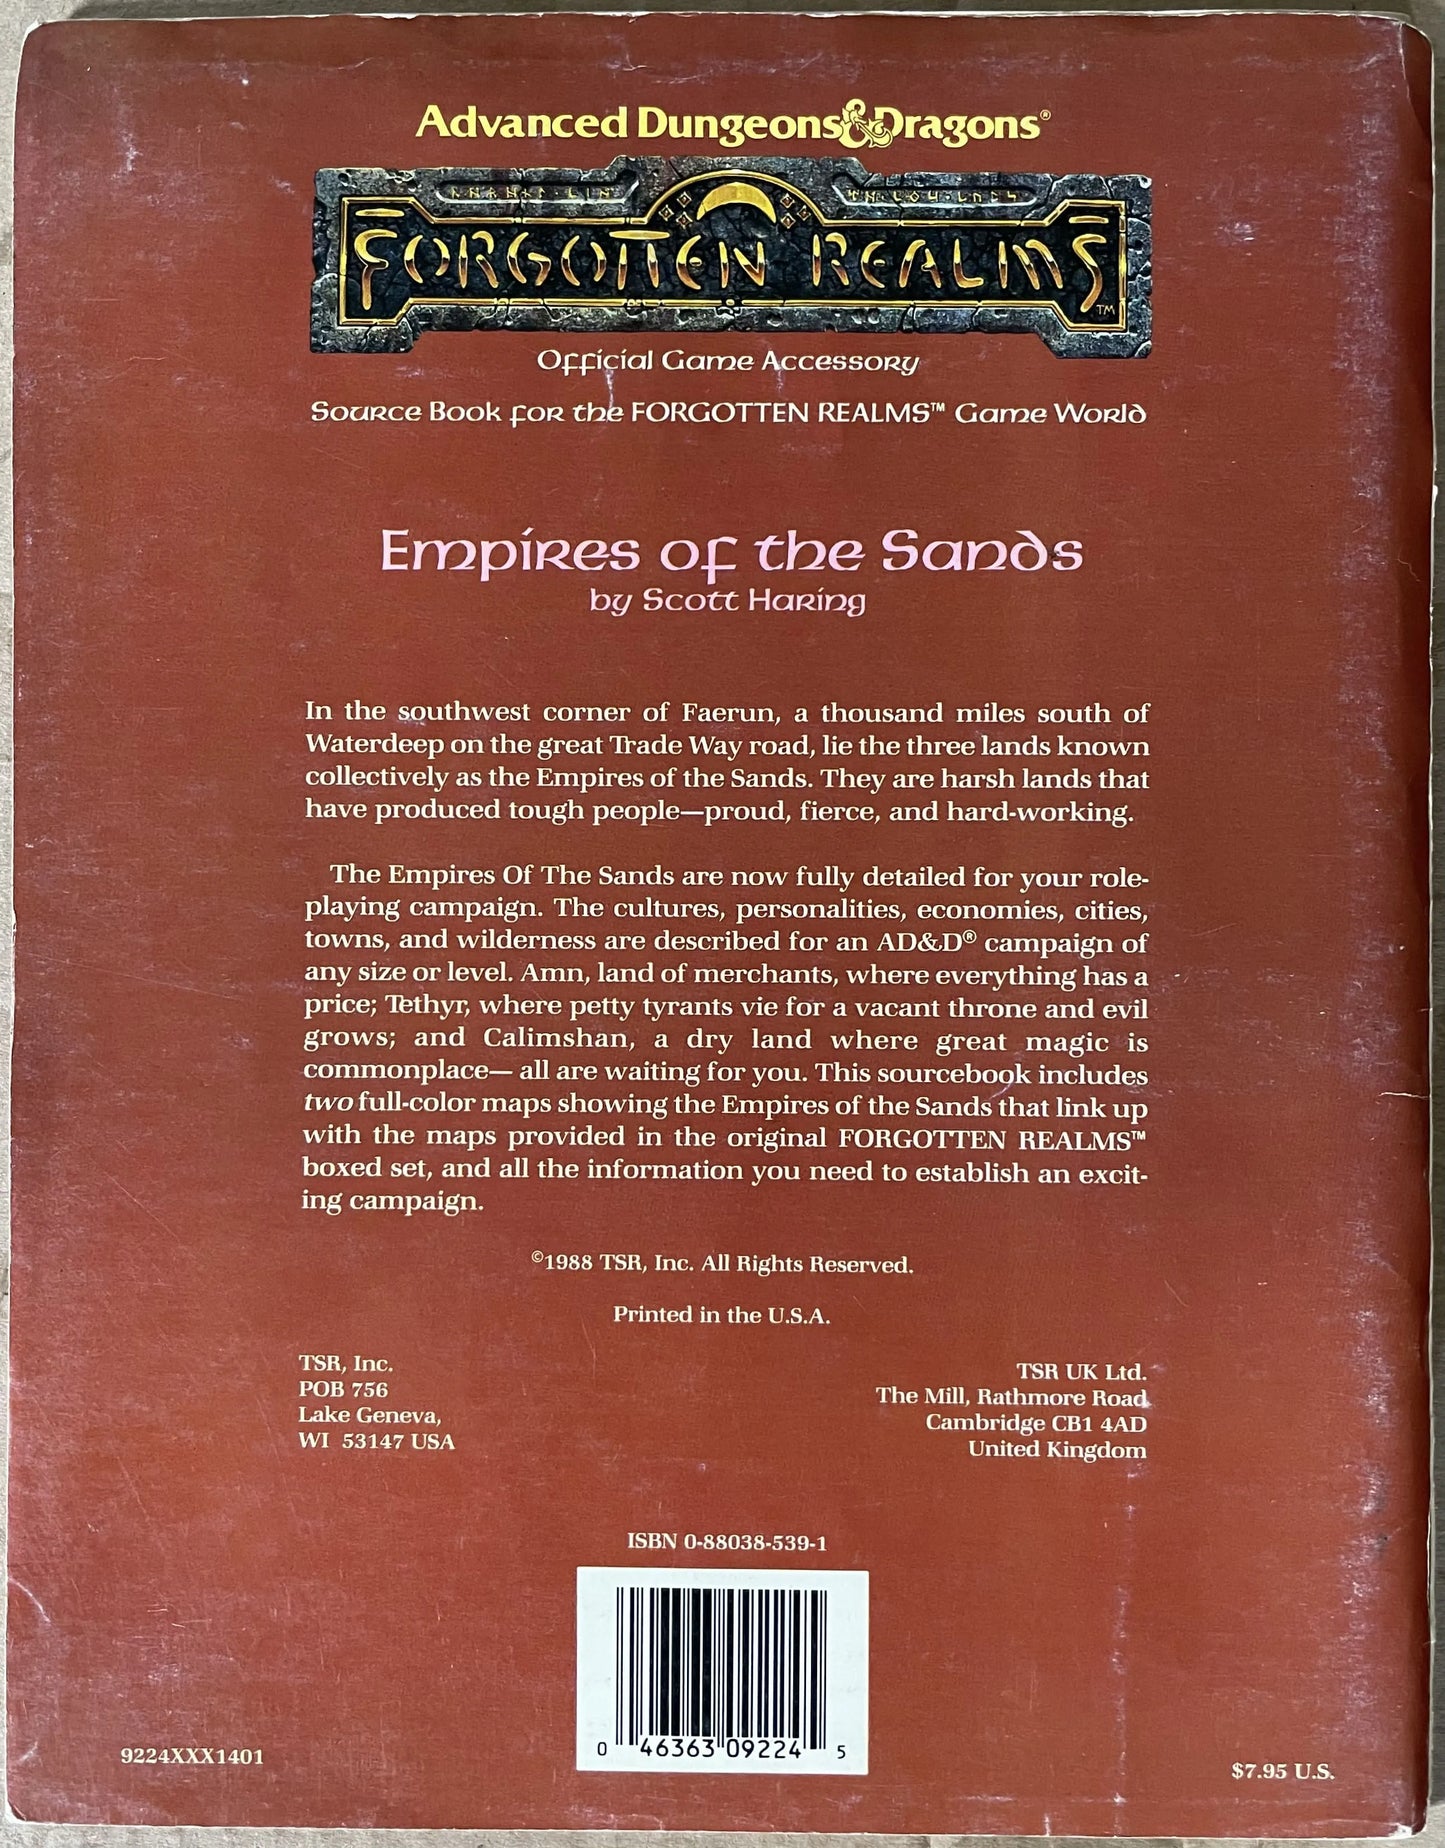 Advanced Dungeons & Dragons®
FORGOTTEN REALMS™
Official Game Accessory
Source Book for the FORGOTTEN REALMS™ Game World
Empires of the Sands
by Scott Haring
In the southwest corner of Faerun, a thousand miles south of
Waterdeep on the great Trade Way road, lie the three lands known
collectively as the Empires of the Sands. They are harsh lands that
have produced tough people—proud, fierce, and hard-working.
The Empires Of The Sands are now fully detailed for your role-
playing campaign. The cultures, personalities, economies, cities,
towns, and wilderness are described for an AD&D® campaign of
any size or level. Amn, land of merchants, where everything has a
price; Tethyr, where petty tyrants vie for a vacant throne and evil
grows; and Calimshan, a dry land where great magic is
commonplace— all are waiting for you. This sourcebook includes
two full-color maps showing the Empires of the Sands that link up
with the maps provided in the original FORGOTTEN REALMS™
boxed set, and all the information you need to establish an excit-
ing campaign.
©1988 TSR, Inc. All Rights Reserved.
Printed in the U.S.A.
TSR, Inc.
POB 756
Lake Geneva,
WI 53147 USA
TSR UK Ltd.
The Mill, Rathmore Road
Cambridge CB1 4AD
United Kingdom
ISBN 0-88038-539-1
0 46363 09224 5
9224XXX1401
$7.95 U.S.